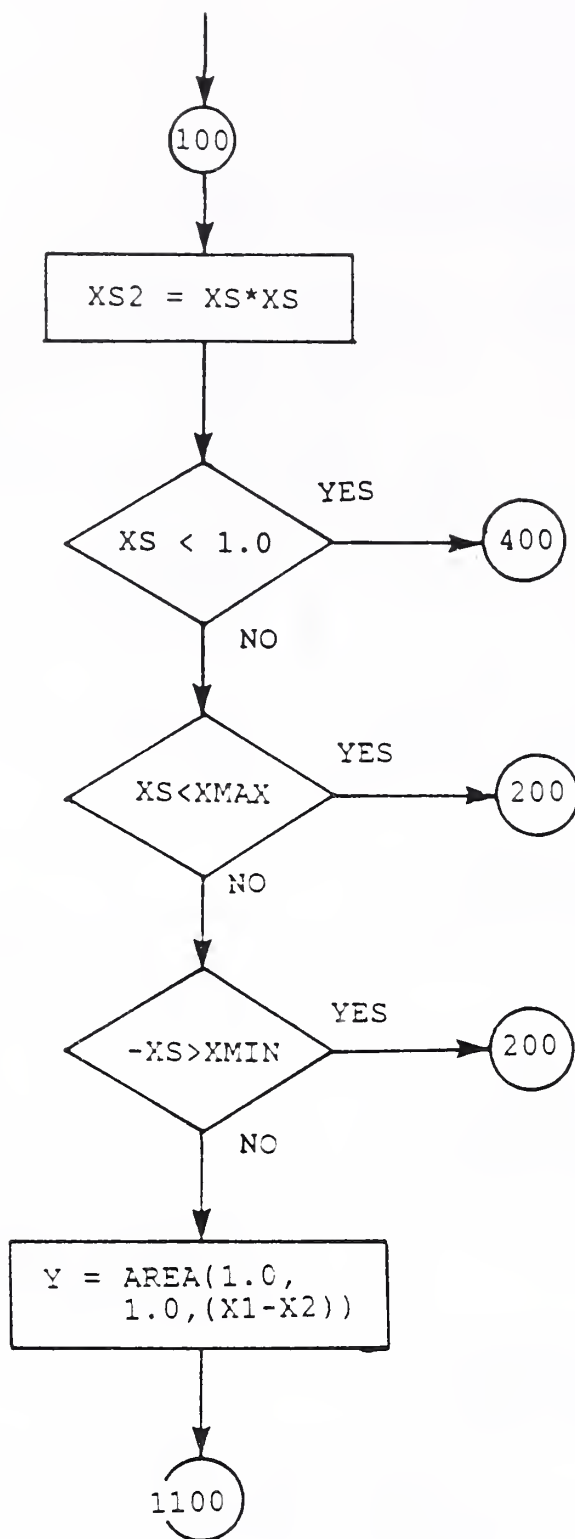 100
XS2 = XS*XS
YES
XS < 1.0
400
NO
YES
XS<XMAX
200
NO
YES
-XS>XMIN
200
NO
Y = AREA(1.0,
1.0,(X1-X2))
1100